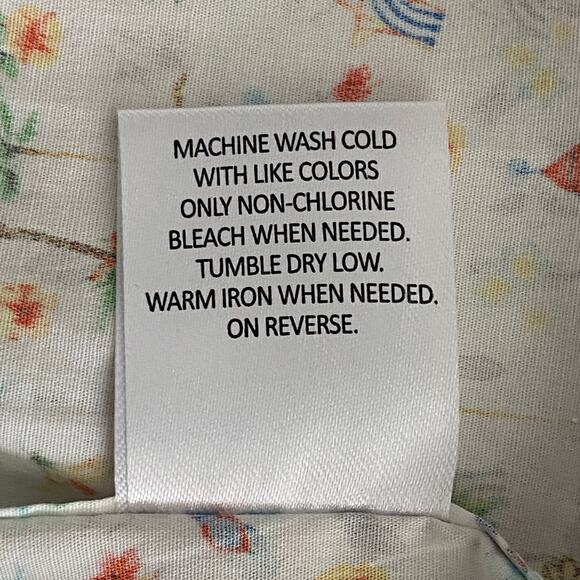 MACHINE WASH COLD
WITH LIKE COLORS
ONLY NON-CHLORINE
BLEACH WHEN NEEDED.
TUMBLE DRY LOW.
WARM IRON WHEN NEEDED.
ON REVERSE.